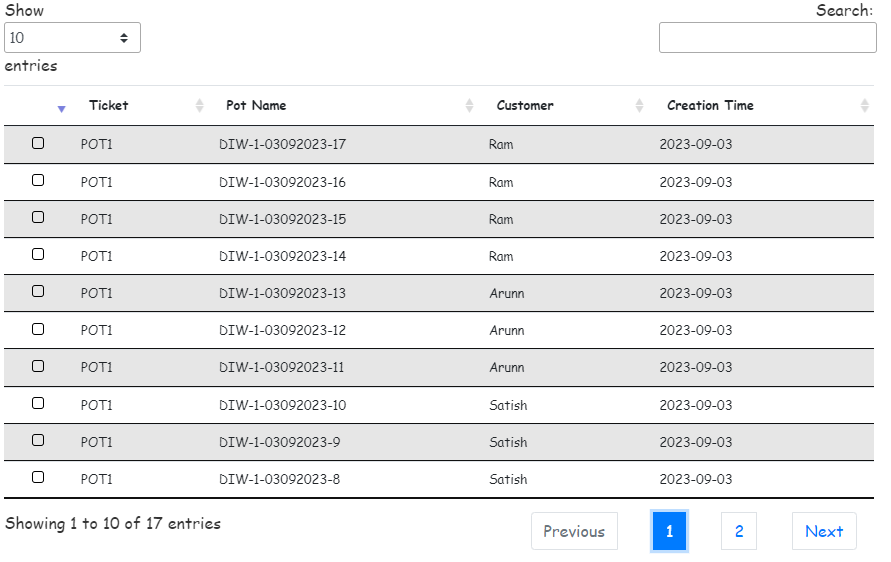 Show
Search:
10
entries
Ticket Pot Name Customer Creation Time
POT1 DIW-1-03092023-17 Ram 2023-09-03
POT1 DIW-1-03092023-16 Ram 2023-09-03
POT1 DIW-1-03092023-15 Ram 2023-09-03
POT1 DIW-1-03092023-14 Ram 2023-09-03
POT1 DIW-1-03092023-13 Arunn 2023-09-03
POT1 DIW-1-03092023-12 Arunn 2023-09-03
POT1 DIW-1-03092023-11 Arunn 2023-09-03
POT1 DIW-1-03092023-10 Satish 2023-09-03
POT1 DIW-1-03092023-9 Satish 2023-09-03
POT1 DIW-1-03092023-8 Satish 2023-09-03
Showing 1 to 10 of 17 entries Previous 1 2 Next